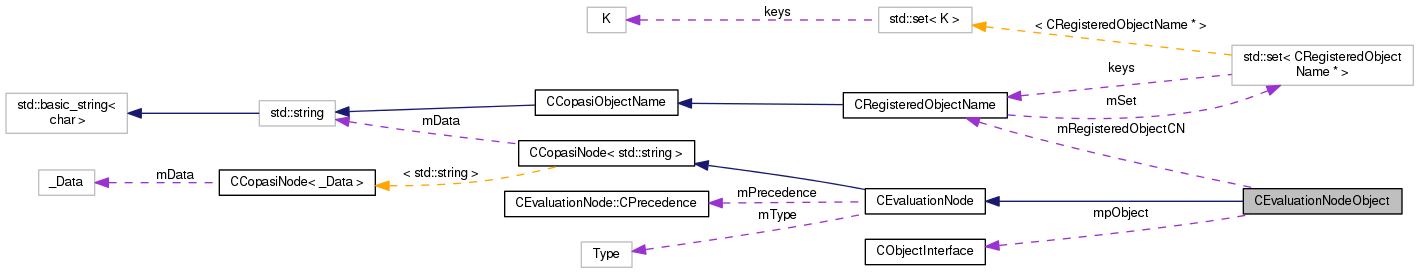 K
keys
std::set< K >
< CRegisteredObjectName * >
std::set< CRegisteredObject
Name * >
keys
mSet
std::basic_string<
char >
std::string
CCopasiObjectName
CRegisteredObjectName
mData
mRegisteredObjectCN
CCopasiNode< std::string >
_Data
mData
CCopasiNode< _Data >
< std::string >
CEvaluationNode::CPrecedence
mPrecedence
mType
CEvaluationNode
CEvaluationNodeObject
mpObject
Type
CObjectInterface